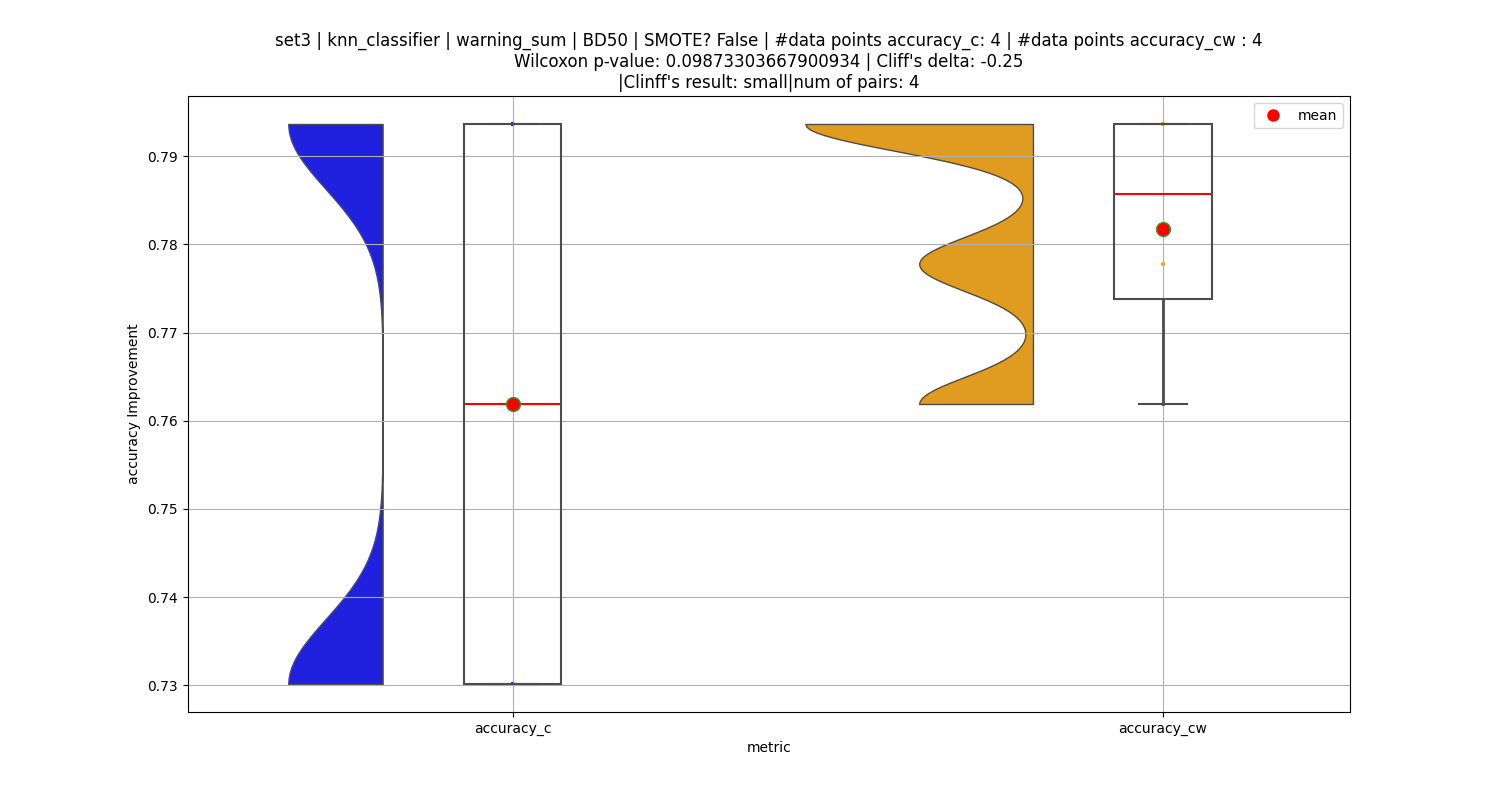 set3 | knn_classifier | warning_sum | BD50 | SMOTE? False | #data points accuracy_c: 4 | #data points accuracy_cw : 4
Wilcoxon p-value: 0.09873303667900934 | Cliff's delta: -0.25
|Clinff's result: small|num of pairs: 4
mean
0.79
0.78
0.77
0.76
0.75
0.74
0.73
accuracy Improvement
accuracy_c
accuracy_cw
metric